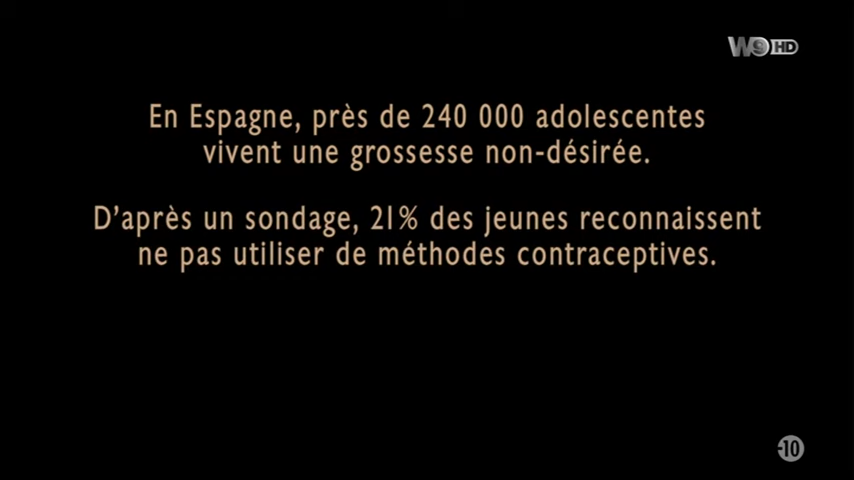 W9 HD
En Espagne, près de 240 000 adolescentes
vivent une grossesse non-désirée.
D'après un sondage, 21% des jeunes reconnaissent
ne pas utiliser de méthodes contraceptives.
-10